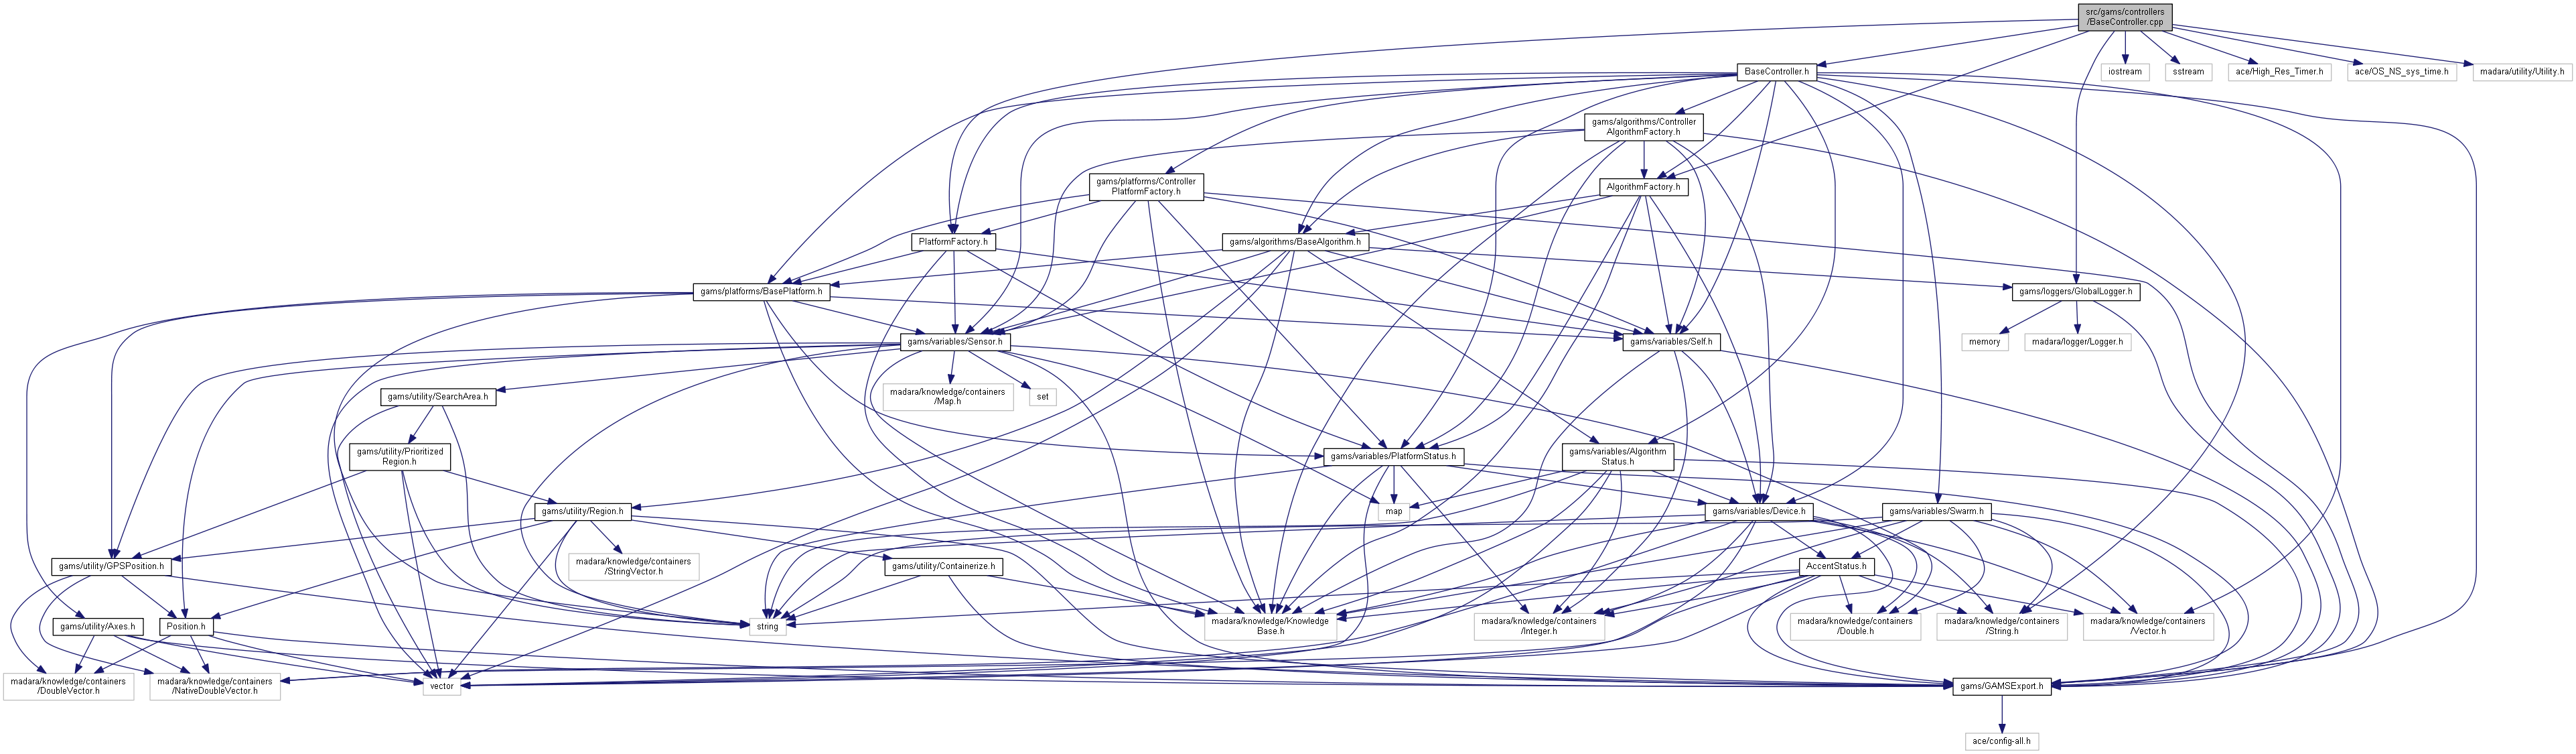 src/gams/controllers
/BaseController.cpp
BaseController.h
iostream
sstream
ace/High_Res_Timer.h
ace/OS_NS_sys_time.h
madara/utility/Utility.h
gams/algorithms/Controller
AlgorithmFactory.h
gams/platforms/Controller
PlatformFactory.h
AlgorithmFactory.h
PlatformFactory.h
gams/algorithms/BaseAlgorithm.h
gams/platforms/BasePlatform.h
gams/loggers/GlobalLogger.h
gams/variables/Sensor.h
gams/variables/Self.h
memory
madara/logger/Logger.h
gams/utility/SearchArea.h
madara/knowledge/containers
/Map.h
set
gams/utility/Prioritized
Region.h
gams/variables/PlatformStatus.h
gams/variables/Algorithm
Status.h
gams/utility/Region.h
map
gams/variables/Device.h
gams/variables/Swarm.h
gams/utility/GPSPosition.h
madara/knowledge/containers
/StringVector.h
gams/utility/Containerize.h
AccentStatus.h
gams/utility/Axes.h
Position.h
string
madara/knowledge/Knowledge
Base.h
madara/knowledge/containers
/Integer.h
madara/knowledge/containers
/Double.h
madara/knowledge/containers
/String.h
madara/knowledge/containers
/Vector.h
madara/knowledge/containers
/DoubleVector.h
madara/knowledge/containers
/NativeDoubleVector.h
vector
gams/GAMSExport.h
ace/config-all.h